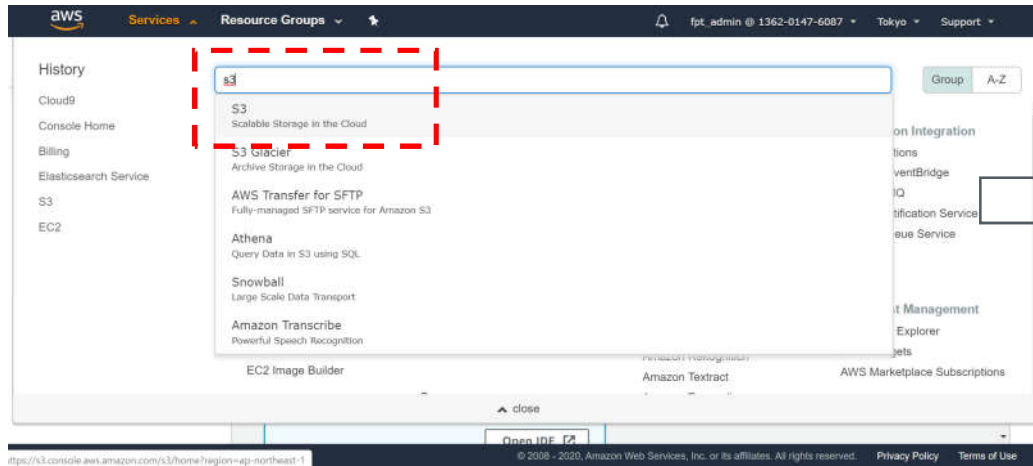 aws
Services
Resource Groups
fpt_admin @ 1362-0147-6087
Tokyo
Support
History
Cloud9
Console Home
Billing
Elasticsearch Service
S3
EC2
s3
Group
A-Z
S3
Scalable Storage in the Cloud
S3 Glacier
Archive Storage in the Cloud
AWS Transfer for SFTP
Fully-managed SFTP service for Amazon S3
Athena
Query Data in S3 using SQL
Snowball
Large Scale Data Transport
Amazon Transcribe
Powerful Speech Recognition
on Integration
tions
ventBridge
tification Service
eue Service
t Management
Explorer
gets
AWS Marketplace Subscriptions
EC2 Image Builder
Amazon Textract
close
Open IDE
https://s3.console.aws.amazon.com/s3/home?region=ap-northeast-1
© 2008 - 2020, Amazon Web Services, Inc. or its affiliates. All rights reserved.
Privacy Policy
Terms of Use